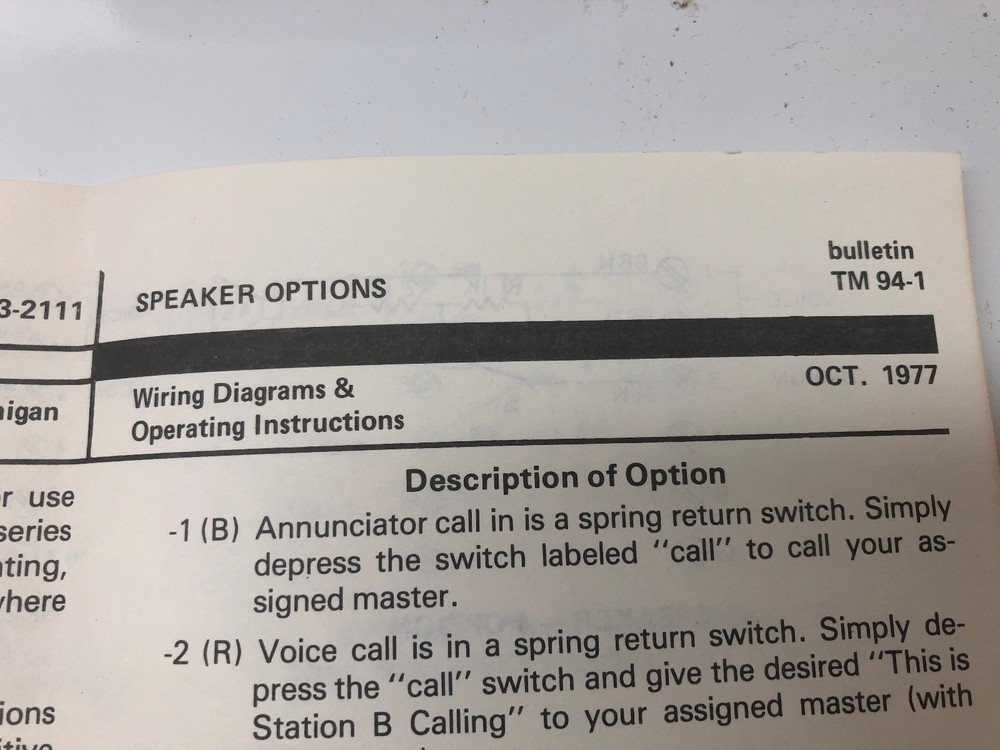 3-2111
higan
r use
series
ting,
where
ions
SPEAKER OPTIONS
bulletin
TM 94-1
Wiring Diagrams &
Operating Instructions
OCT. 1977
Description of Option
-1 (B) Annunciator call in is a spring return switch. Simply
depress the switch labeled "call" to call your as-
signed master.
-2 (R) Voice call is in a spring return switch. Simply de-
press the "call" switch and give the desired "This is
Station B Calling" to your assigned master (with